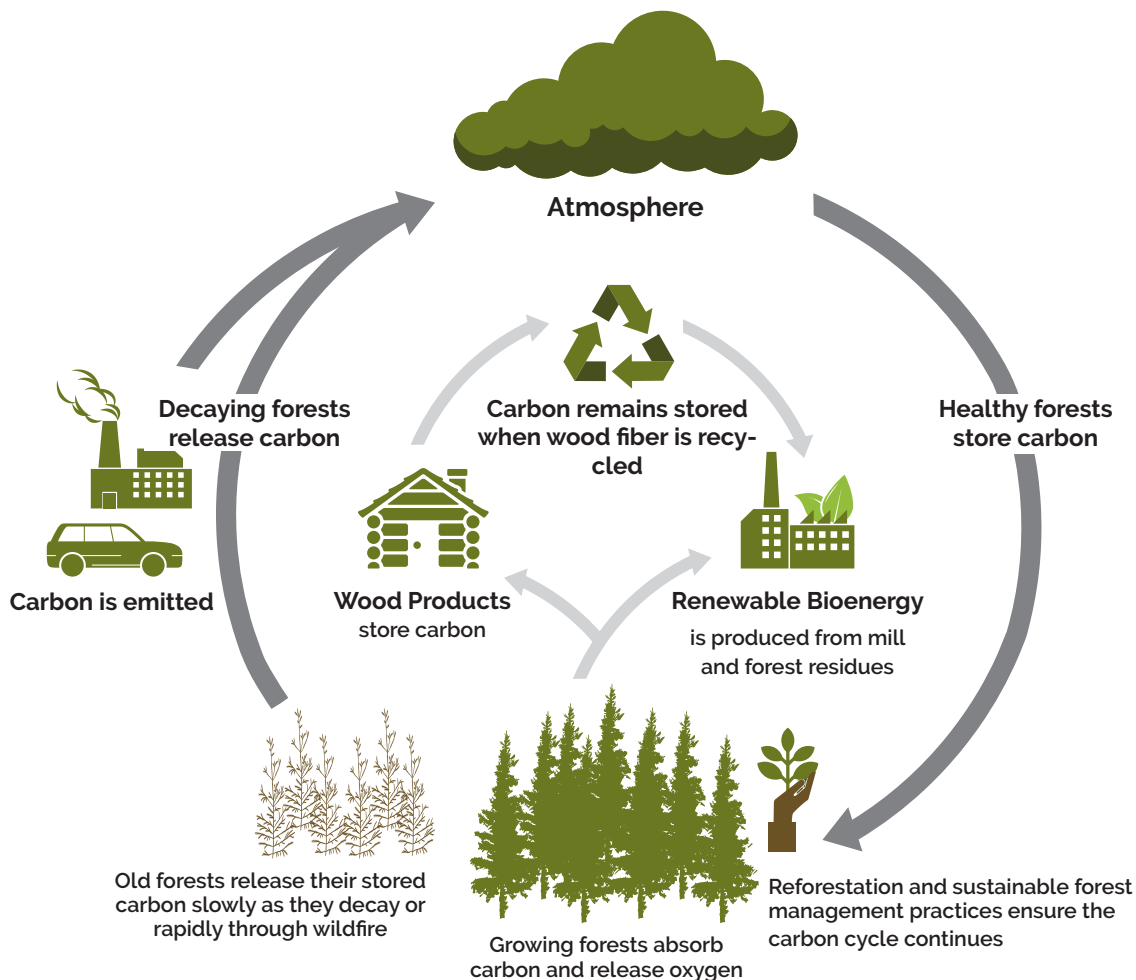 Atmosphere
Decaying forests
release carbon
Carbon remains stored
when wood fiber is recy-
cled
Healthy forests
store carbon
Carbon is emitted
Wood Products
store carbon
Renewable Bioenergy
is produced from mill
and forest residues
Old forests release their stored
carbon slowly as they decay or
rapidly through wildfire
Growing forests absorb
carbon and release oxygen
Reforestation and sustainable forest
management practices ensure the
carbon cycle continues